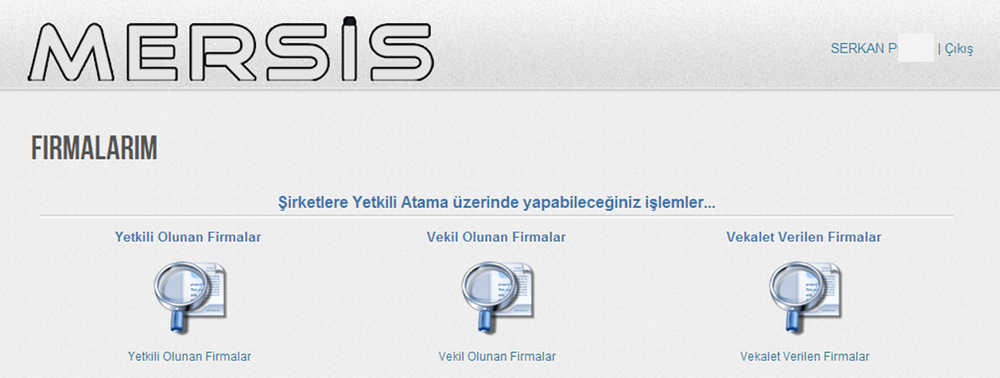 MERSİS
SERKAN P | Çıkış
FIRMALARIM
Şirketlere Yetkili Atama üzerinde yapabileceğiniz işlemler...
Yetkili Olunan Firmalar Vekil Olunan Firmalar Vekalet Verilen Firmalar
Yetkili Olunan Firmalar Vekil Olunan Firmalar Vekalet Verilen Firmalar